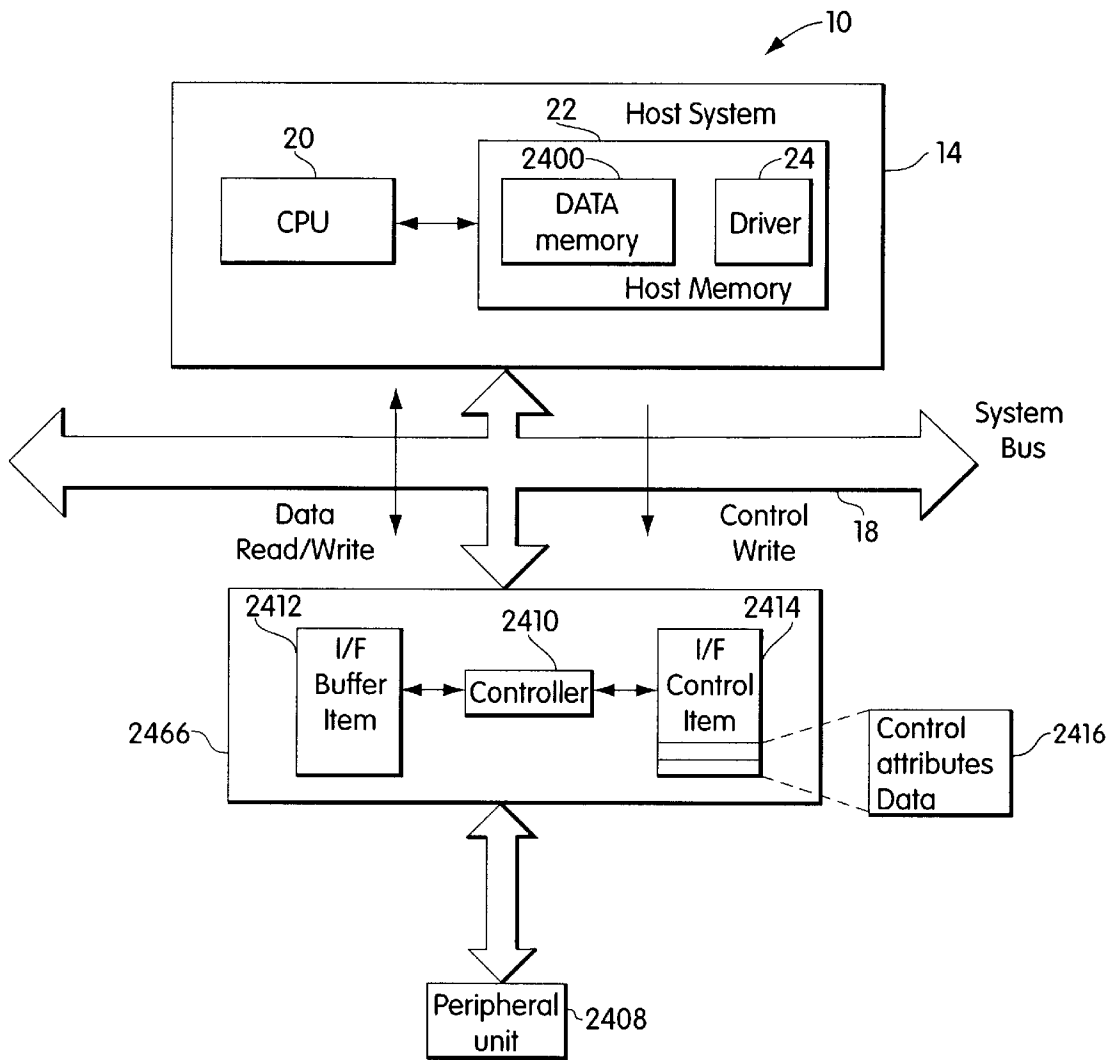 10
Host System
22
14
20
2400
24
CPU
DATA
memory
Driver
Host Memory
System
Bus
18
Data
Read/Write
Control
Write
2412
2410
2414
I/F
Buffer
Item
Controller
I/F
Control
Item
2466
Control
attributes
Data
2416
Peripheral
unit
2408